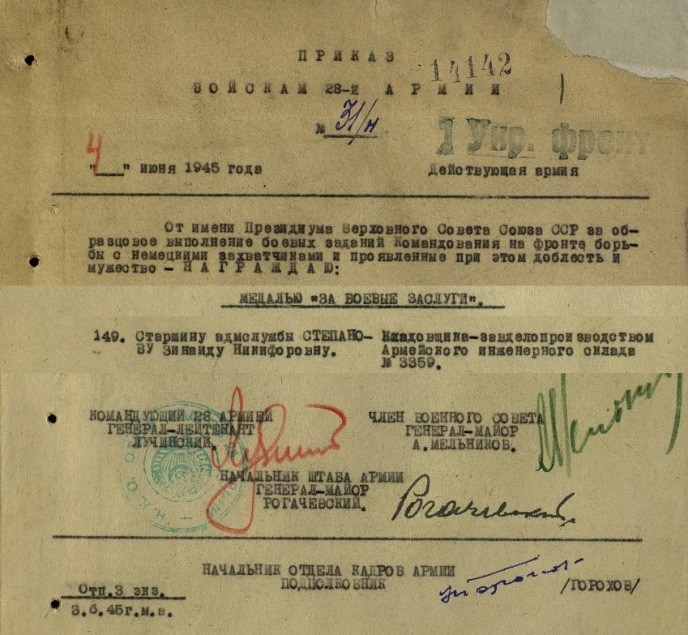 ПРИКАЗ
14142
ВОЙСКАМ 28-й АРМИИ
№ 31/н
1 Укр. фронт
"4" июня 1945 года Действующая армия
От имени Президиума Верховного Совета Союза ССР за об-
разцовое выполнение боевых заданий Командования на фронте борь-
бы с немецкими захватчиками и проявленные при этом доблесть и
мужество - НАГРАЖДАЮ:
МЕДАЛЬЮ "ЗА БОЕВЫЕ ЗАСЛУГИ".
149. Старшину адмслужбы СТЕПАНО- Кладовщика-завделопроизводством
ВУ Зинаиду Никифоровну. Армейского инженерного склада
№ 3359.
КОМАНДУЮЩИЙ 28 АРМИЕЙ ЧЛЕН ВОЕННОГО СОВЕТА
ГЕНЕРАЛ-ЛЕЙТЕНАНТ ГЕНЕРАЛ-МАЙОР
ЛУЧИНСКИЙ. А.МЕЛЬНИКОВ.
НАЧАЛЬНИК ШТАБА АРМИИ
ГЕНЕРАЛ-МАЙОР
РОГАЧЕВСКИЙ. Рогачевский
НАЧАЛЬНИК ОТДЕЛА КАДРОВ АРМИИ
ПОДПОЛКОВНИК /ГОРОХОВ/
Отп.3 экз.
3.6.45г.м.а.